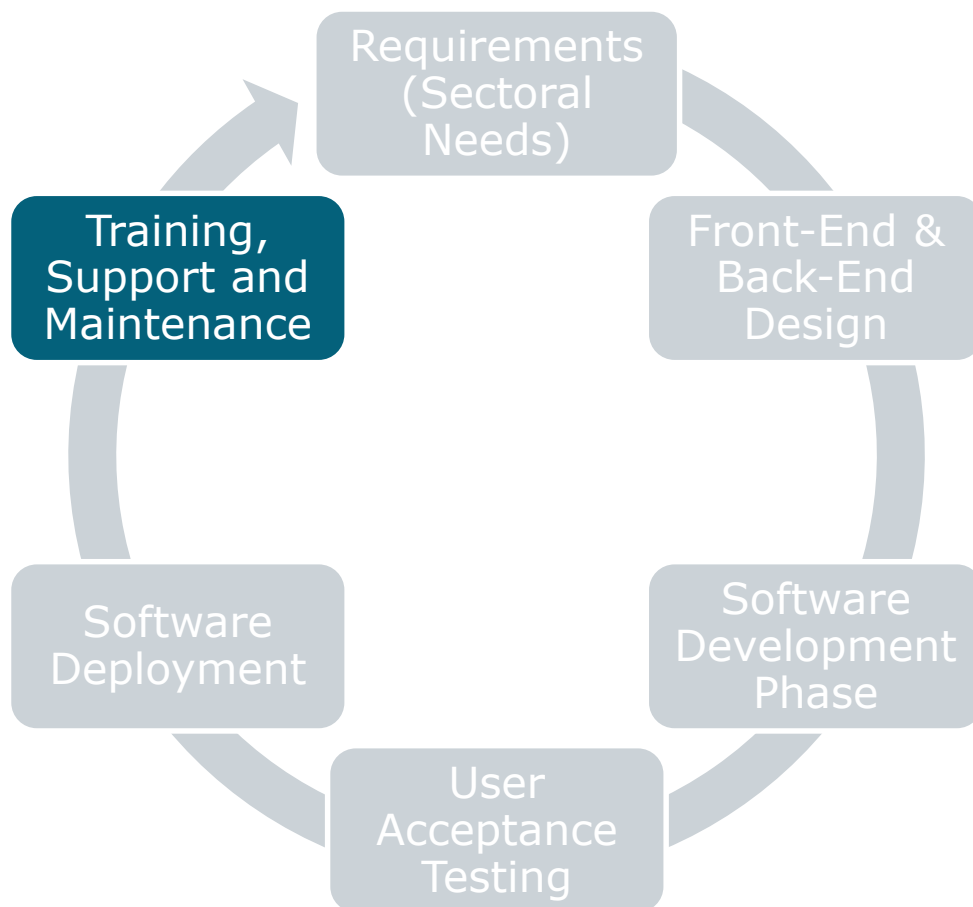 Requirements
(Sectoral
Needs)
Front-End &
Back-End
Design
Software
Development
Phase
User
Acceptance
Testing
Software
Deployment
Training,
Support and
Maintenance